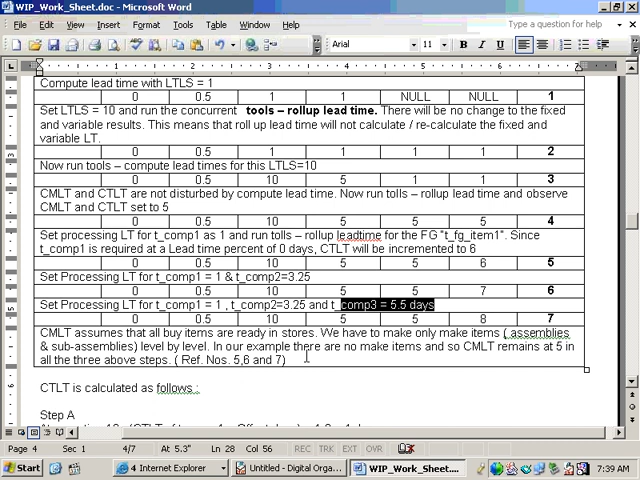 WIP_Work_Sheet.doc - Microsoft Word
File Edit View Insert Format Tools Table Window Help Type a question for help
Arial 11 B I U
Compute lead time with LTLS = 1
0 0.5 1 1 NULL NULL 1
Set LTLS = 10 and run the concurrent tools – rollup lead time. There will be no change to the fixed
and variable results. This means that roll up lead time will not calculate / re-calculate the fixed and
variable LT.
0 0.5 1 1 1 1 2
Now run tools – compute lead times for this LTLS=10
0 0.5 10 5 1 1 3
CMLT and CTLT are not disturbed by compute lead time. Now run tolls – rollup lead time and observe
CMLT and CTLT set to 5
0 0.5 10 5 5 5 4
Set processing LT for t_comp1 as 1 and run tolls – rollup leadtime for the FG "t_fg_item1". Since
t_comp1 is required at a Lead time percent of 0 days, CTLT will be incremented to 6
0 0.5 10 5 5 6 5
Set Processing LT for t_comp1 = 1 & t_comp2=3.25
0 0.5 10 5 5 7 6
Set Processing LT for t_comp1 = 1 , t_comp2=3.25 and t_comp3 = 5.5 days
0 0.5 10 5 5 8 7
CMLT assumes that all buy items are ready in stores. We have to make only make items ( assemblies
& sub-assemblies) level by level. In our example there are no make items and so CMLT remains at 5 in
all the three above steps. ( Ref. Nos. 5,6 and 7)
CTLT is calculated as follows :
Step A
Page 4 Sec 1 4/7 At 5.3" Ln 28 Col 56 REC TRK EXT OVR
Start 4 Internet Explorer Untitled - Digital Orga... WIP_Work_Sheet.... 7:39 AM